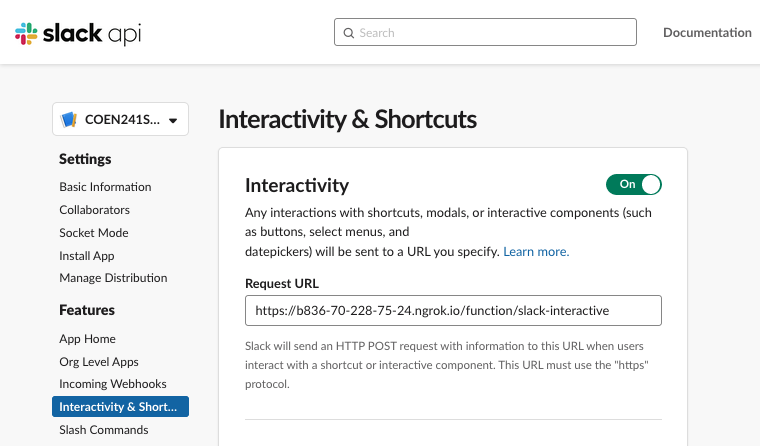 slack api
Search
Documentation
COEN241S...
Interactivity & Shortcuts
Settings
Basic Information
Collaborators
Socket Mode
Install App
Manage Distribution
Features
App Home
Org Level Apps
Incoming Webhooks
Interactivity & Short...
Slash Commands
Interactivity
On
Any interactions with shortcuts, modals, or interactive components (such
as buttons, select menus, and
datepickers) will be sent to a URL you specify. Learn more.
Request URL
https://b836-70-228-75-24.ngrok.io/function/slack-interactive
Slack will send an HTTP POST request with information to this URL when users
interact with a shortcut or interactive component. This URL must use the "https"
protocol.